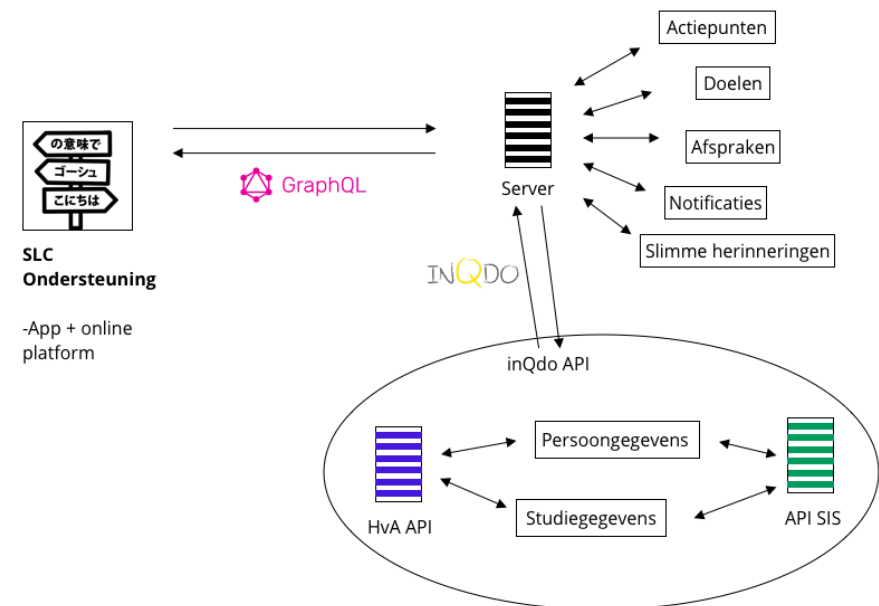 Actiepunten
Doelen
の意味で
ゴーシュ
こにちは
GraphQL
Server
Afspraken
Notificaties
Slimme herinneringen
SLC
Ondersteuning
-App + online
platform
INQDO
inQdo API
Persoongegevens
HvA API
Studiegegevens
API SIS